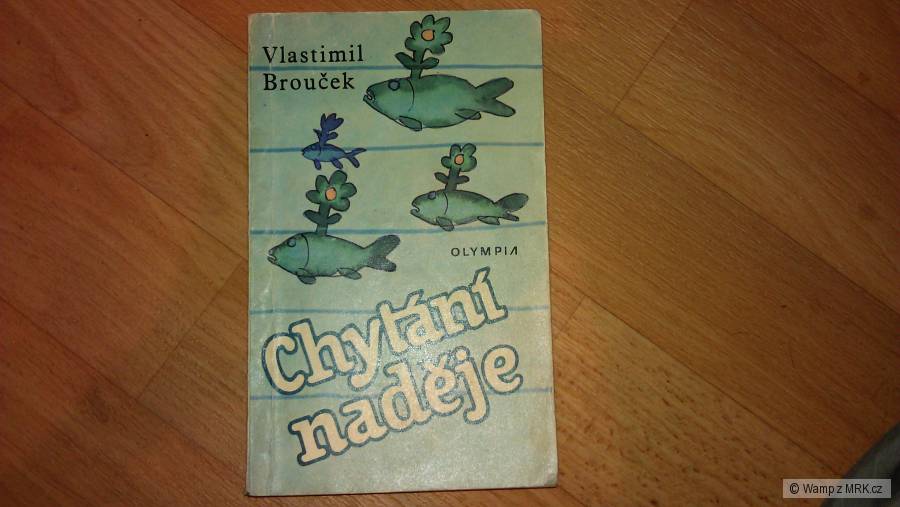 Vlastimil
Brouček
OLYMPIA
Chytání
naděje
© Wamp z MRK.cz